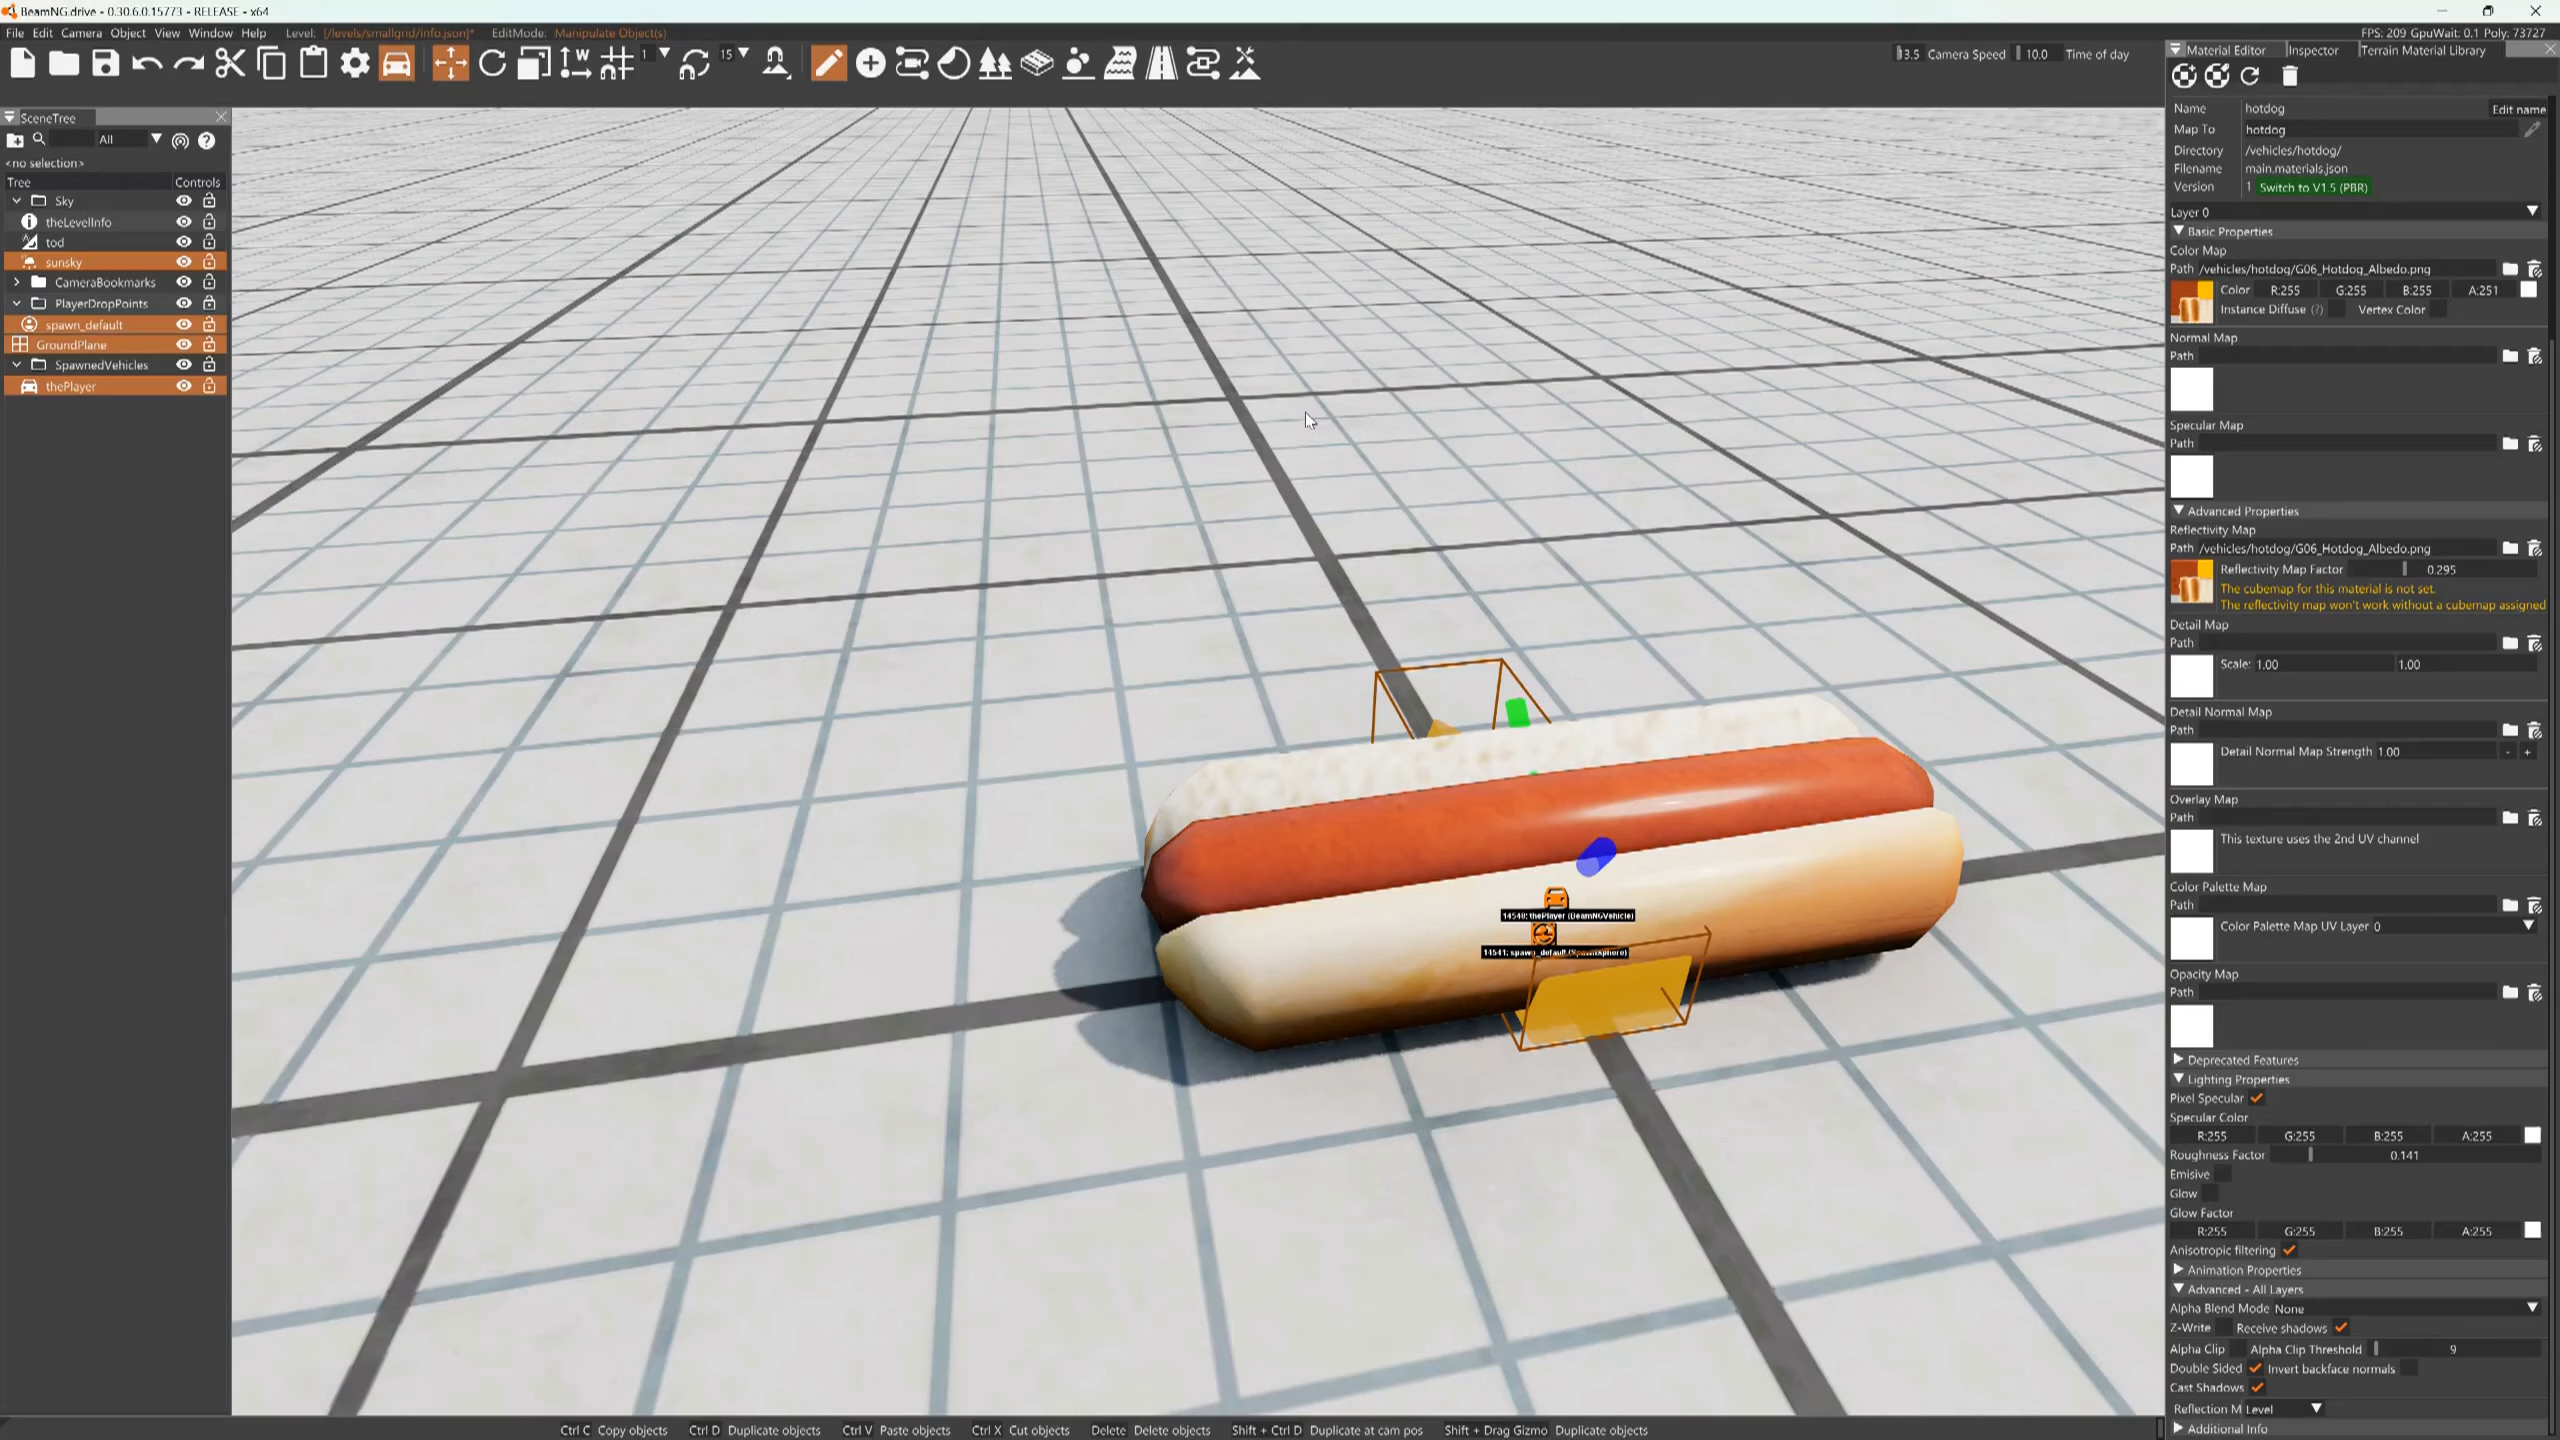 BeamNG.drive - 0.30.6.0.15773 - RELEASE - x64
File Edit Camera Object View Window Help Level: [/levels/smallgrid/info.json]* EditMode: Manipulate Object(s)
FPS: 209 GpuWait: 0.1 Poly: 73727
1 15 3.5 Camera Speed 10.0 Time of day
SceneTree
All
<no selection>
Tree Controls
Sky
theLevelInfo
tod
sunsky
CameraBookmarks
PlayerDropPoints
spawn_default
GroundPlane
SpawnedVehicles
thePlayer
14540: thePlayer (BeamNGVehicle)
14541: spawn_default (SpawnSphere)
Material Editor Inspector Terrain Material Library
Name hotdog Edit name
Map To hotdog
Directory /vehicles/hotdog/
Filename main.materials.json
Version 1 Switch to V1.5 (PBR)
Layer 0
Basic Properties
Color Map
Path /vehicles/hotdog/G06_Hotdog_Albedo.png
Color R:255 G:255 B:255 A:251
Instance Diffuse (?) Vertex Color
Normal Map
Path
Specular Map
Path
Advanced Properties
Reflectivity Map
Path /vehicles/hotdog/G06_Hotdog_Albedo.png
Reflectivity Map Factor 0.295
The cubemap for this material is not set.
The reflectivity map won't work without a cubemap assigned
Detail Map
Path
Scale: 1.00 1.00
Detail Normal Map
Path
Detail Normal Map Strength 1.00 - +
Overlay Map
Path
This texture uses the 2nd UV channel
Color Palette Map
Path
Color Palette Map UV Layer 0
Opacity Map
Path
Deprecated Features
Lighting Properties
Pixel Specular
Specular Color
R:255 G:255 B:255 A:255
Roughness Factor 0.141
Emisive
Glow
Glow Factor
R:255 G:255 B:255 A:255
Anisotropic filtering
Animation Properties
Advanced - All Layers
Alpha Blend Mode None
Z-Write Receive shadows
Alpha Clip Alpha Clip Threshold 9
Double Sided Invert backface normals
Cast Shadows
Reflection M Level
Additional Info
Ctrl C Copy objects Ctrl D Duplicate objects Ctrl V Paste objects Ctrl X Cut objects Delete Delete objects Shift + Ctrl D Duplicate at cam pos Shift + Drag Gizmo Duplicate objects